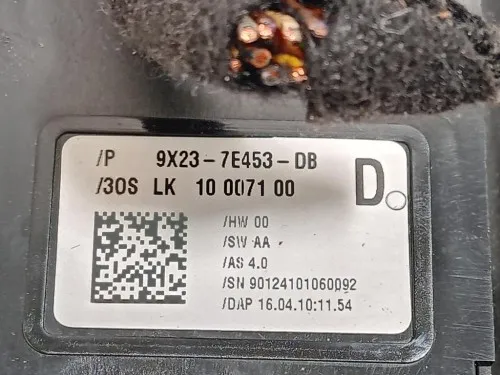 /P 9X23-7E453-DB
/30S LK 10 0071 00
D
/HW 00
/SW AA
/AS 4.0
/SN 90124101060092
/DAP 16.04.10:11.54